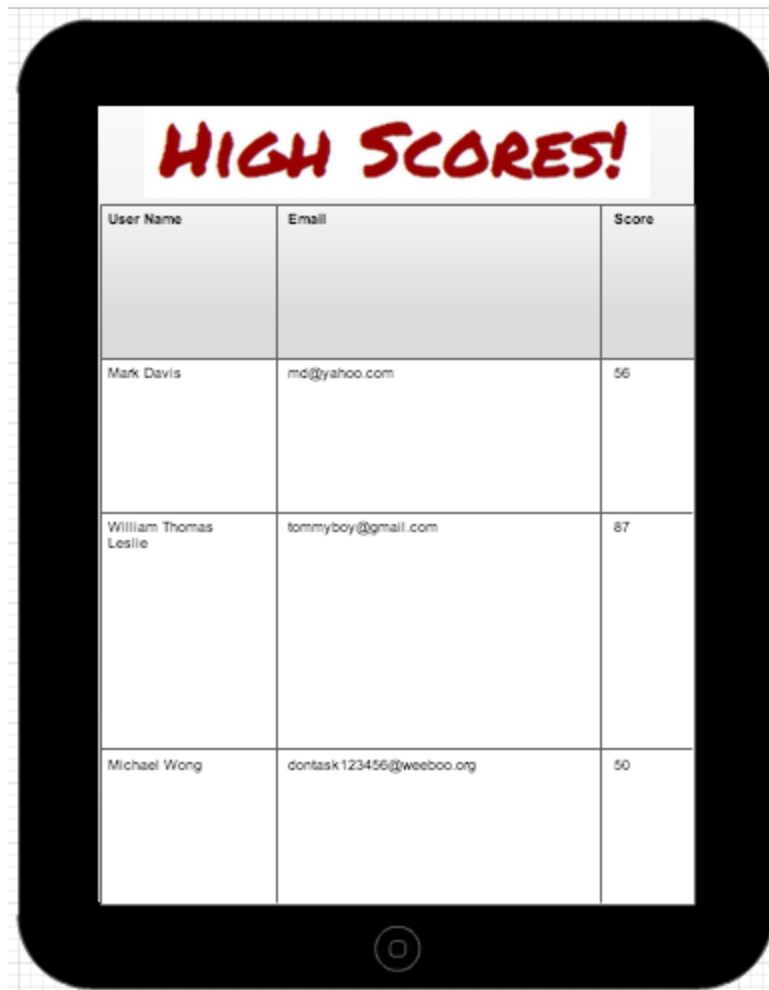 HIGH SCORES!
User Name Email Score
Mark Davis md@yahoo.com 56
William Thomas tommyboy@gmail.com 87
Leslie
Michael Wong dontask123456@weeboo.org 50